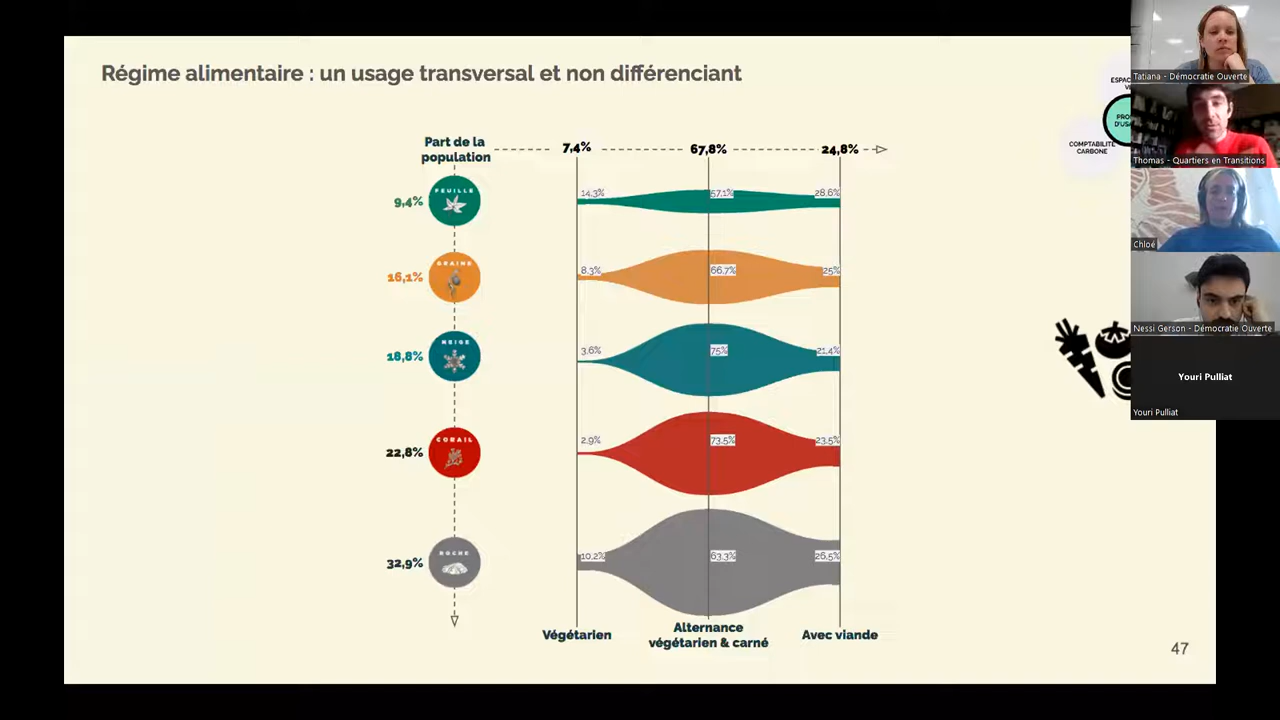 Régime alimentaire : un usage transversal et non différenciant
Part de la
population
7,4%
67,8%
24,8%
9,4%
FEUILLE
14.3%
57.1%
28.6%
16,1%
GRAINE
8.3%
66.7%
25%
18,8%
NEIGE
3.6%
75%
21.4%
22,8%
CORAIL
2.9%
73.5%
23.5%
32,9%
ROCHE
10.2%
63.3%
26.5%
Végétarien
Alternance
végétarien & carné
Avec viande
47
COMPTABILITÉ
CARBONE
Tatiana - Démocratie Ouverte
Thomas - Quartiers en Transitions
Chloé
Nessi Gerson - Démocratie Ouverte
Youri Pulliat
Youri Pulliat